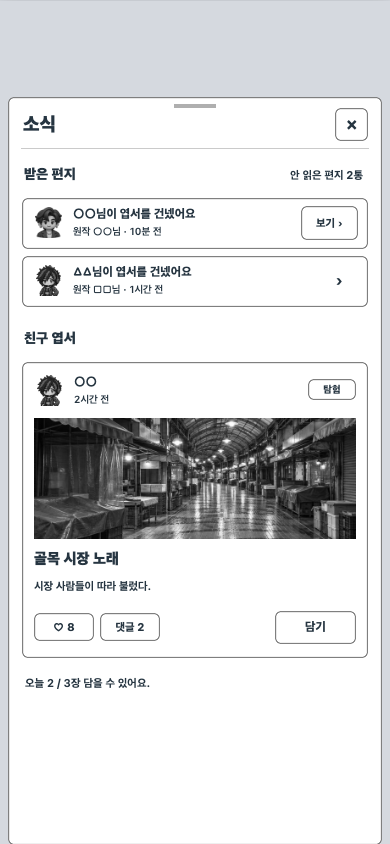 소식
×
받은 편지
안 읽은 편지 2통
○○님이 엽서를 건넸어요
원작 ○○님 · 10분 전
보기 ›
△△님이 엽서를 건넸어요
원작 □□님 · 1시간 전
›
친구 엽서
○○
2시간 전
탐험
골목 시장 노래
시장 사람들이 따라 불렀다.
♡ 8
댓글 2
담기
오늘 2 / 3장 담을 수 있어요.